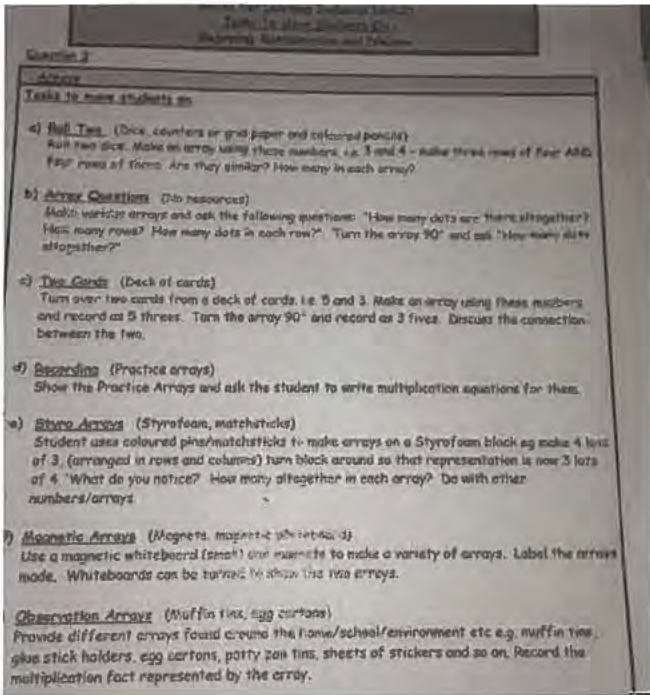 Tasks To Move Students On -
Question 3
Arrays
Tasks to move students on
a) Roll Two (Dice, counters or grid paper and coloured pencils)
Roll two dice. Make an array using these numbers, i.e. 3 and 4 - make three rows of four AND
four rows of three. Are they similar? How many in each array?
b) Array Questions (No resources)
Make various arrays and ask the following questions: "How many dots are there altogether?
How many rows? How many dots in each row?". Turn the array 90° and ask "How many dots
altogether?"
c) Two Cards (Deck of cards)
Turn over two cards from a deck of cards, i.e. 5 and 3. Make an array using these numbers
and record as 5 threes. Turn the array 90° and record as 3 fives. Discuss the connection
between the two.
d) Recording (Practice arrays)
Show the Practice Arrays and ask the student to write multiplication equations for them.
e) Styro Arrays (Styrofoam, matchsticks)
Student uses coloured pins/matchsticks to make arrays on a Styrofoam block eg make 4 lots
of 3, (arranged in rows and columns) turn block around so that representation is now 3 lots
of 4. 'What do you notice? How many altogether in each array? Do with other
numbers/arrays
) Magnetic Arrays (Magnets, magnetic whiteboard)
Use a magnetic whiteboard (small) and magnets to make a variety of arrays. Label the arrays
made. Whiteboards can be turned to show the two arrays.
Observation Arrays (Muffin tins, egg cartons)
Provide different arrays found around the home/school/environment etc e.g. muffin tins,
glue stick holders, egg cartons, patty pan tins, sheets of stickers and so on. Record the
multiplication fact represented by the array.